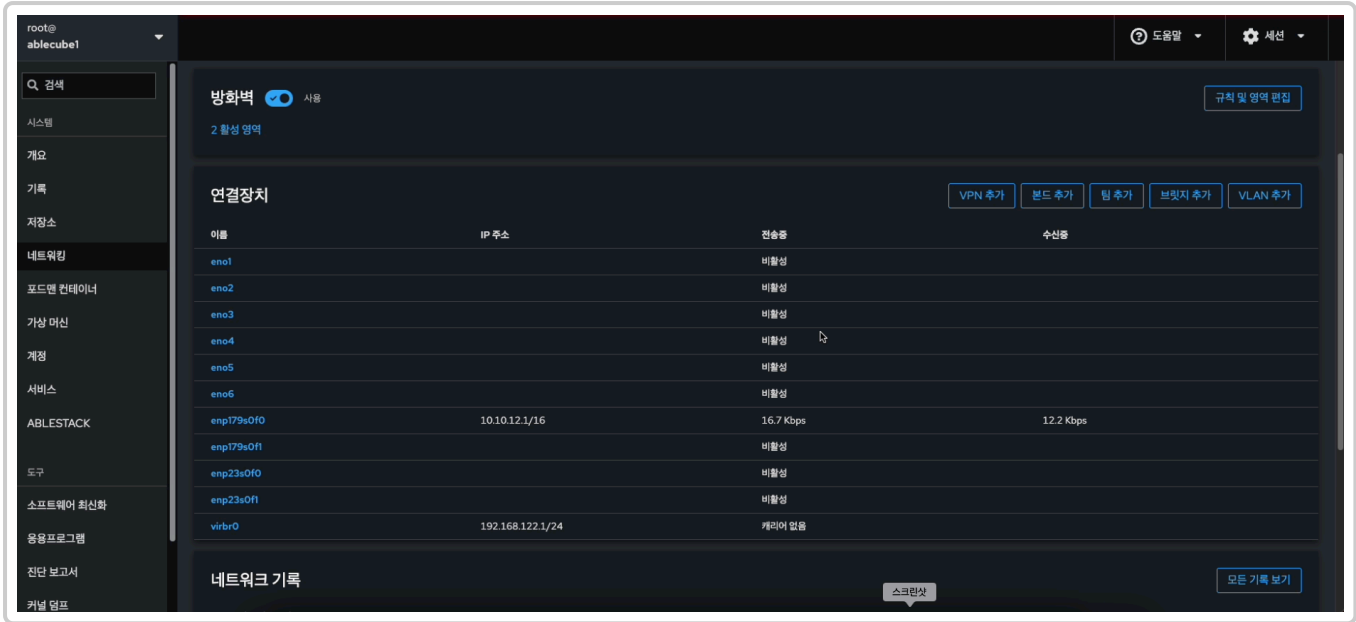 root@
ablecube1
도움말
세션
검색
시스템
개요
기록
저장소
네트워킹
포드맨 컨테이너
가상 머신
계정
서비스
ABLESTACK
도구
소프트웨어 최신화
응용프로그램
진단 보고서
커널 덤프
방화벽 사용 규칙 및 영역 편집
2 활성 영역
연결장치 VPN 추가 본드 추가 팀 추가 브릿지 추가 VLAN 추가
이름 IP 주소 전송중 수신중
eno1 비활성
eno2 비활성
eno3 비활성
eno4 비활성
eno5 비활성
eno6 비활성
enp179s0f0 10.10.12.1/16 16.7 Kbps 12.2 Kbps
enp179s0f1 비활성
enp23s0f0 비활성
enp23s0f1 비활성
virbr0 192.168.122.1/24 캐리어 없음
네트워크 기록 모든 기록 보기
스크린샷